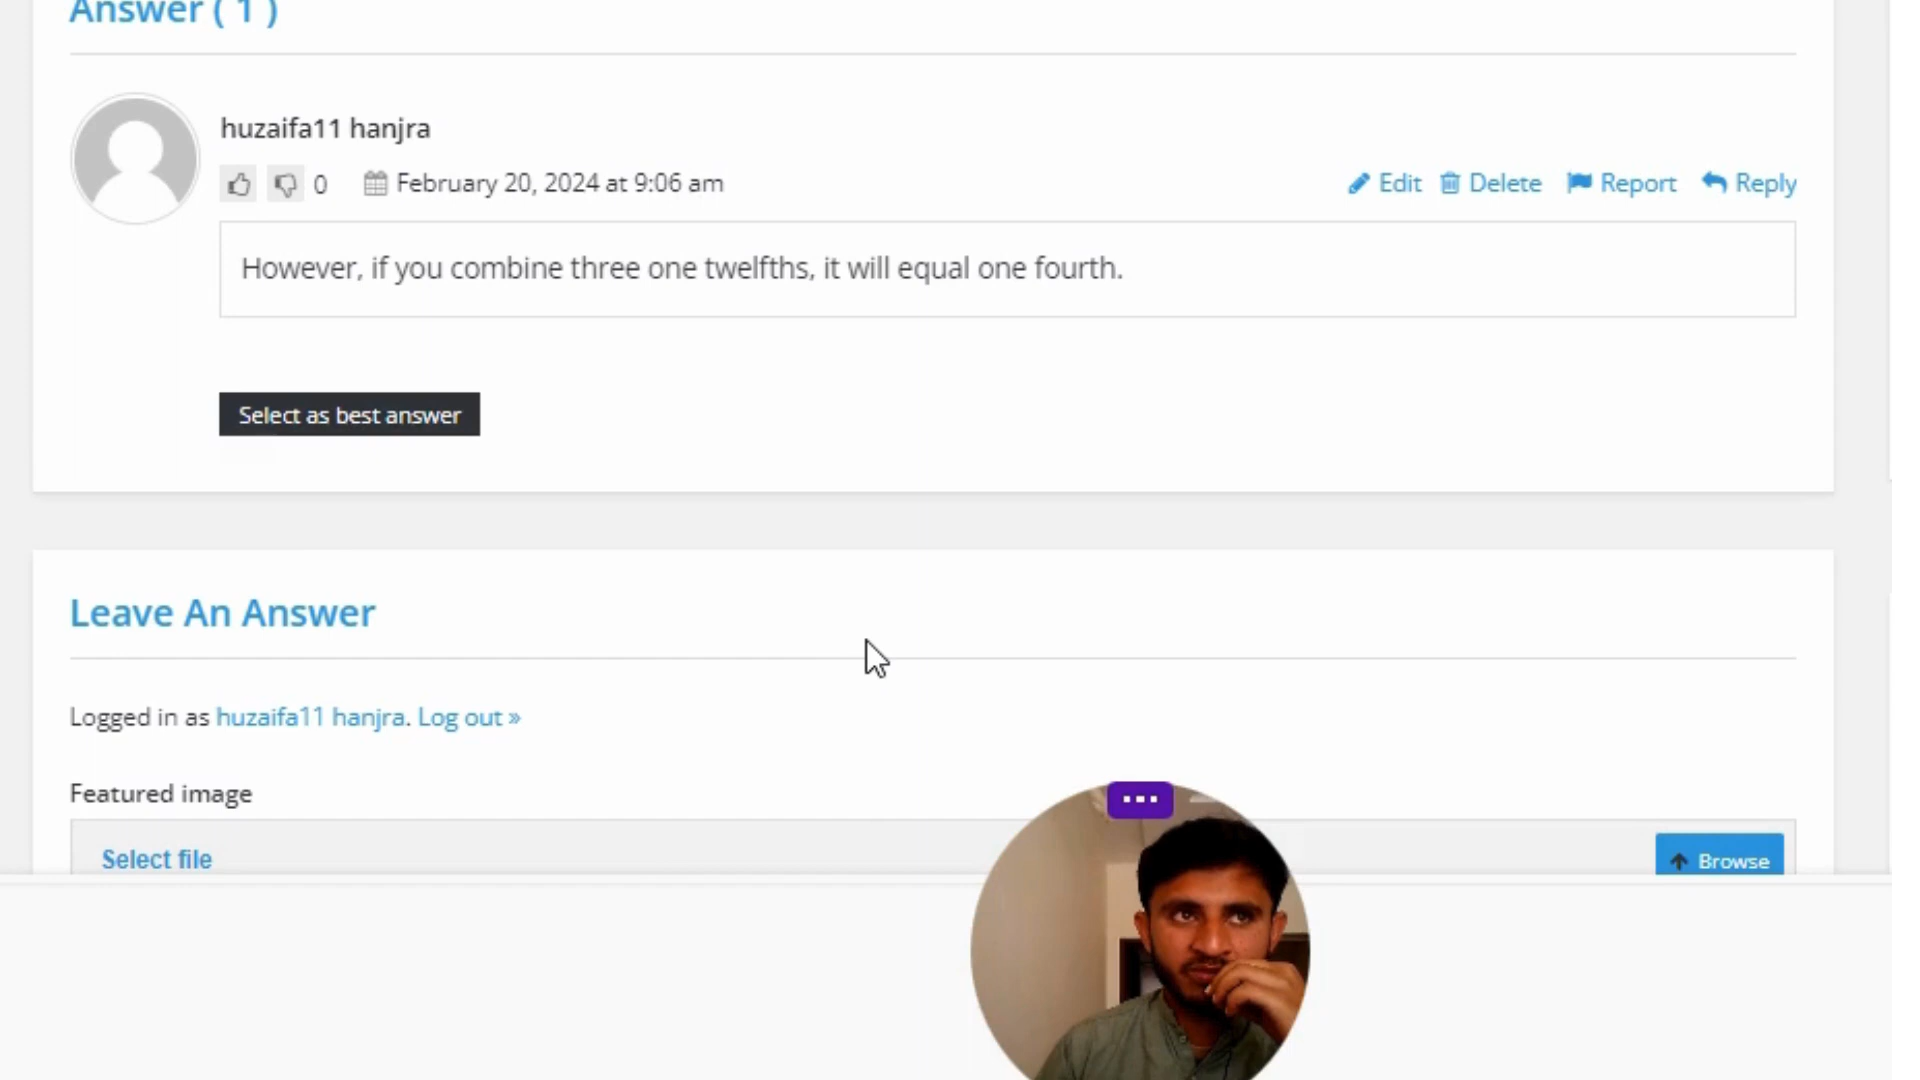 Answer ( 1 )
huzaifa11 hanjra
0 February 20, 2024 at 9:06 am Edit Delete Report Reply
However, if you combine three one twelfths, it will equal one fourth.
Select as best answer
Leave An Answer
Logged in as huzaifa11 hanjra. Log out »
Featured image
Select file Browse